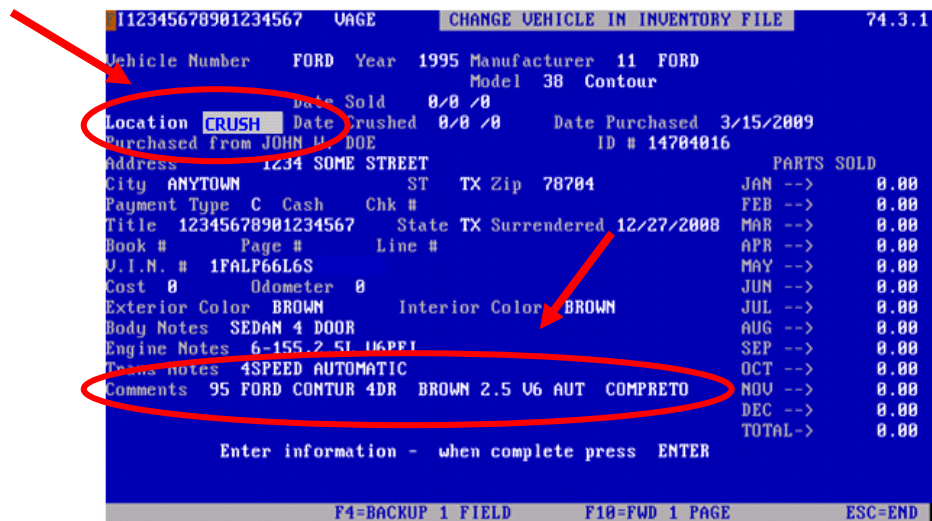 I12345678901234567 VAGE CHANGE VEHICLE IN INVENTORY FILE 74.3.1
Vehicle Number FORD Year 1995 Manufacturer 11 FORD
Model 38 Contour
Date Sold 0/0 /0
Location CRUSH Date Crushed 0/0 /0 Date Purchased 3/15/2009
Purchased from JOHN W. DOE ID # 14704016
Address 1234 SOME STREET PARTS SOLD
City ANYTOWN ST TX Zip 78704 JAN --> 0.00
Payment Type C Cash Chk # FEB --> 0.00
Title 12345678901234567 State TX Surrendered 12/27/2008 MAR --> 0.00
Book # Page # Line # APR --> 0.00
V.I.N. # 1FALP66L6S MAY --> 0.00
Cost 0 Odometer 0 JUN --> 0.00
Exterior Color BROWN Interior Color BROWN JUL --> 0.00
Body Notes SEDAN 4 DOOR AUG --> 0.00
Engine Notes 6-155,2.5L V6PFI SEP --> 0.00
Trans Notes 4SPEED AUTOMATIC OCT --> 0.00
Comments 95 FORD CONTUR 4DR BROWN 2.5 V6 AUT COMPRETO NOV --> 0.00
DEC --> 0.00
TOTAL-> 0.00
Enter information - when complete press ENTER
F4=BACKUP 1 FIELD F10=FWD 1 PAGE ESC=END